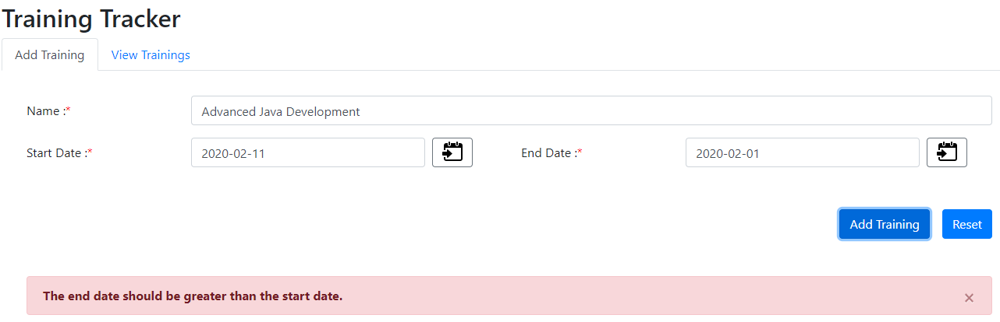 Training Tracker
Add Training View Trainings
Name :* Advanced Java Development
Start Date :* 2020-02-11 End Date :* 2020-02-01
Add Training Reset
The end date should be greater than the start date. ×